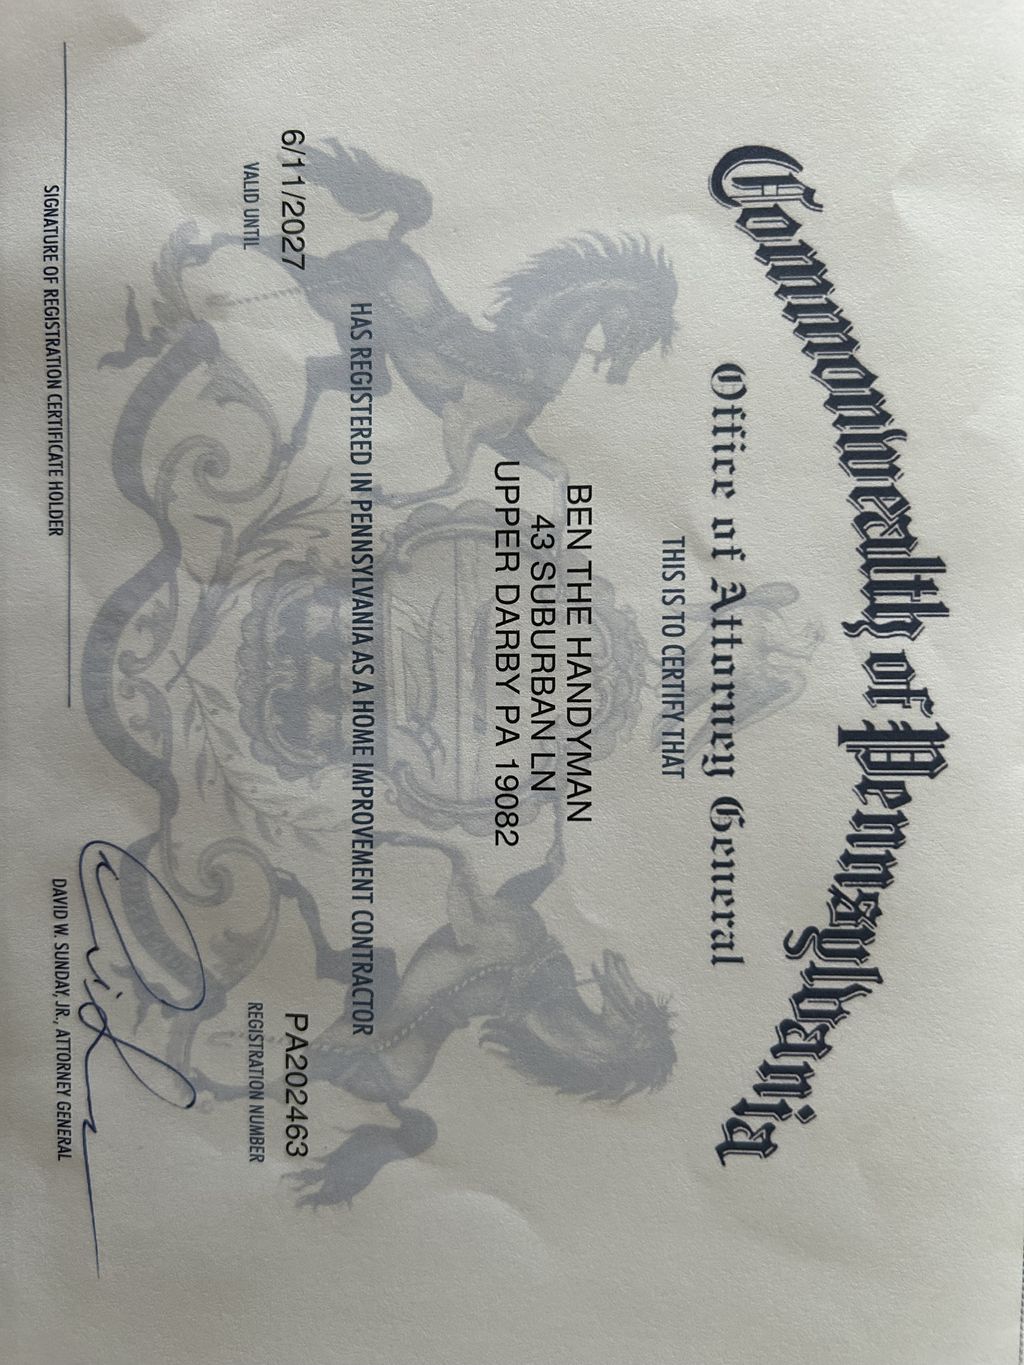 Commonwealth of Pennsylvania
Office of Attorney General
THIS IS TO CERTIFY THAT
BEN THE HANDYMAN
43 SUBURBAN LN
UPPER DARBY PA 19082
HAS REGISTERED IN PENNSYLVANIA AS A HOME IMPROVEMENT CONTRACTOR
6/11/2027
VALID UNTIL
PA202463
REGISTRATION NUMBER
SIGNATURE OF REGISTRATION CERTIFICATE HOLDER
DAVID W. SUNDAY, JR., ATTORNEY GENERAL